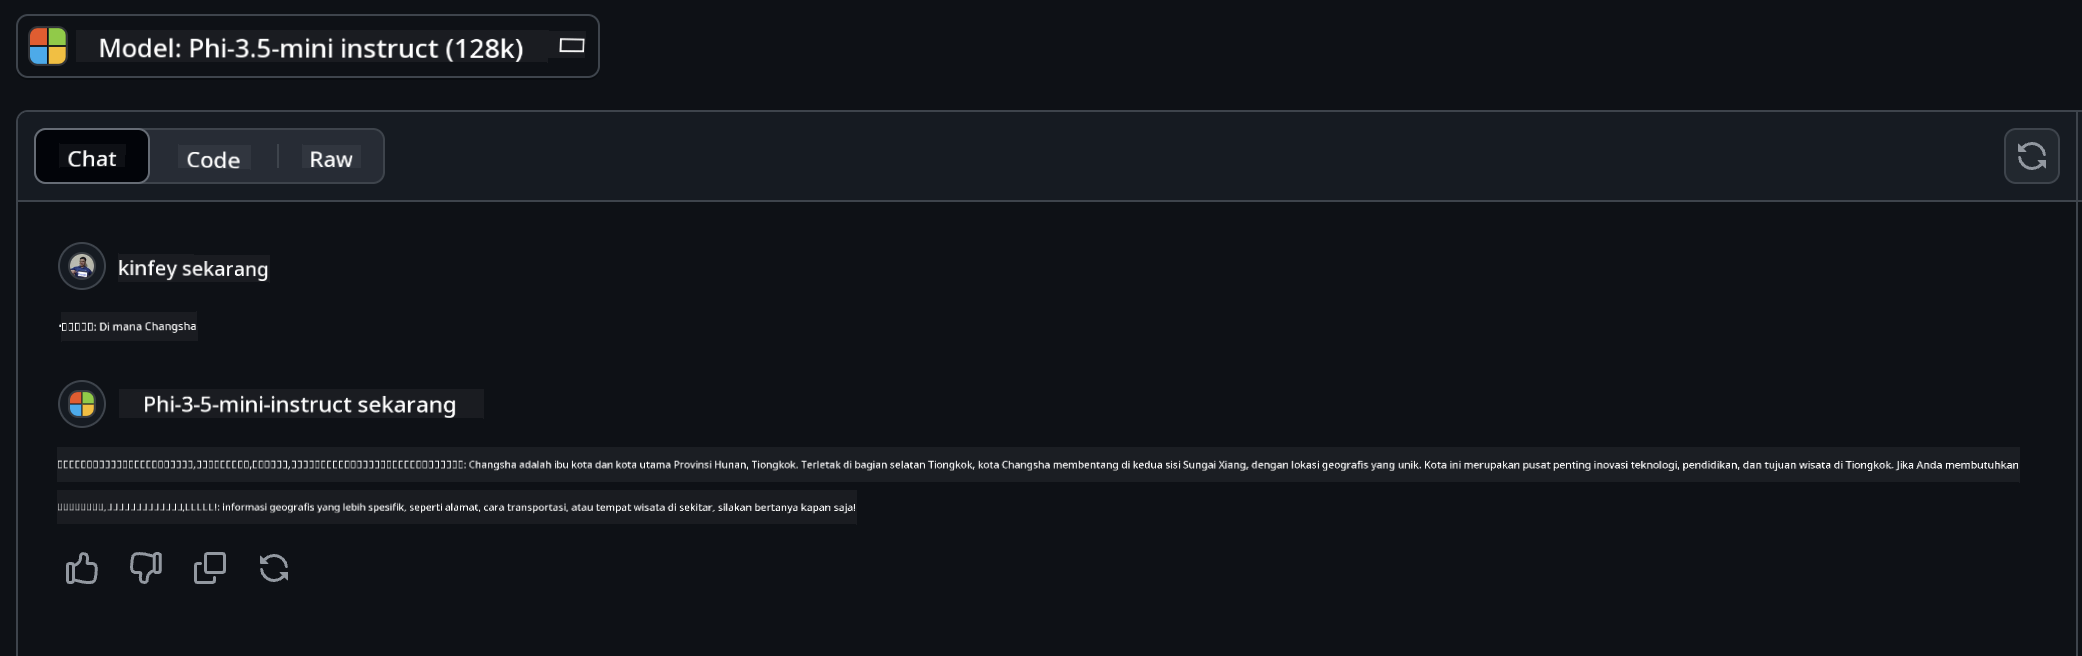 Model: Phi-3.5-mini instruct (128k)
Chat Code Raw
kinfey sekarang
: Di mana Changsha
Phi-3-5-mini-instruct sekarang
: Changsha adalah ibu kota dan kota utama Provinsi Hunan, Tiongkok. Terletak di bagian selatan Tiongkok, kota Changsha membentang di kedua sisi Sungai Xiang, dengan lokasi geografis yang unik. Kota ini merupakan pusat penting inovasi teknologi, pendidikan, dan tujuan wisata di Tiongkok. Jika Anda membutuhkan
: informasi geografis yang lebih spesifik, seperti alamat, cara transportasi, atau tempat wisata di sekitar, silakan bertanya kapan saja!